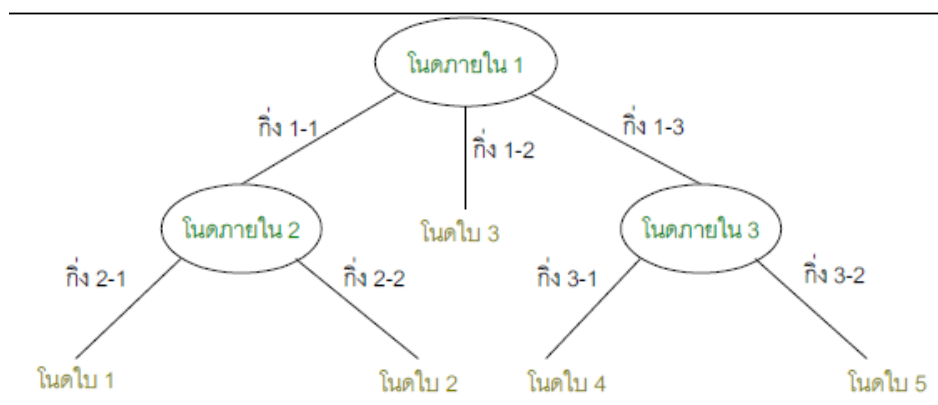 โนดภายใน 1
กิ่ง 1-1
กิ่ง 1-2
กิ่ง 1-3
โนดภายใน 2
โนดใบ 3
โนดภายใน 3
กิ่ง 2-1
กิ่ง 2-2
กิ่ง 3-1
กิ่ง 3-2
โนดใบ 1
โนดใบ 2
โนดใบ 4
โนดใบ 5